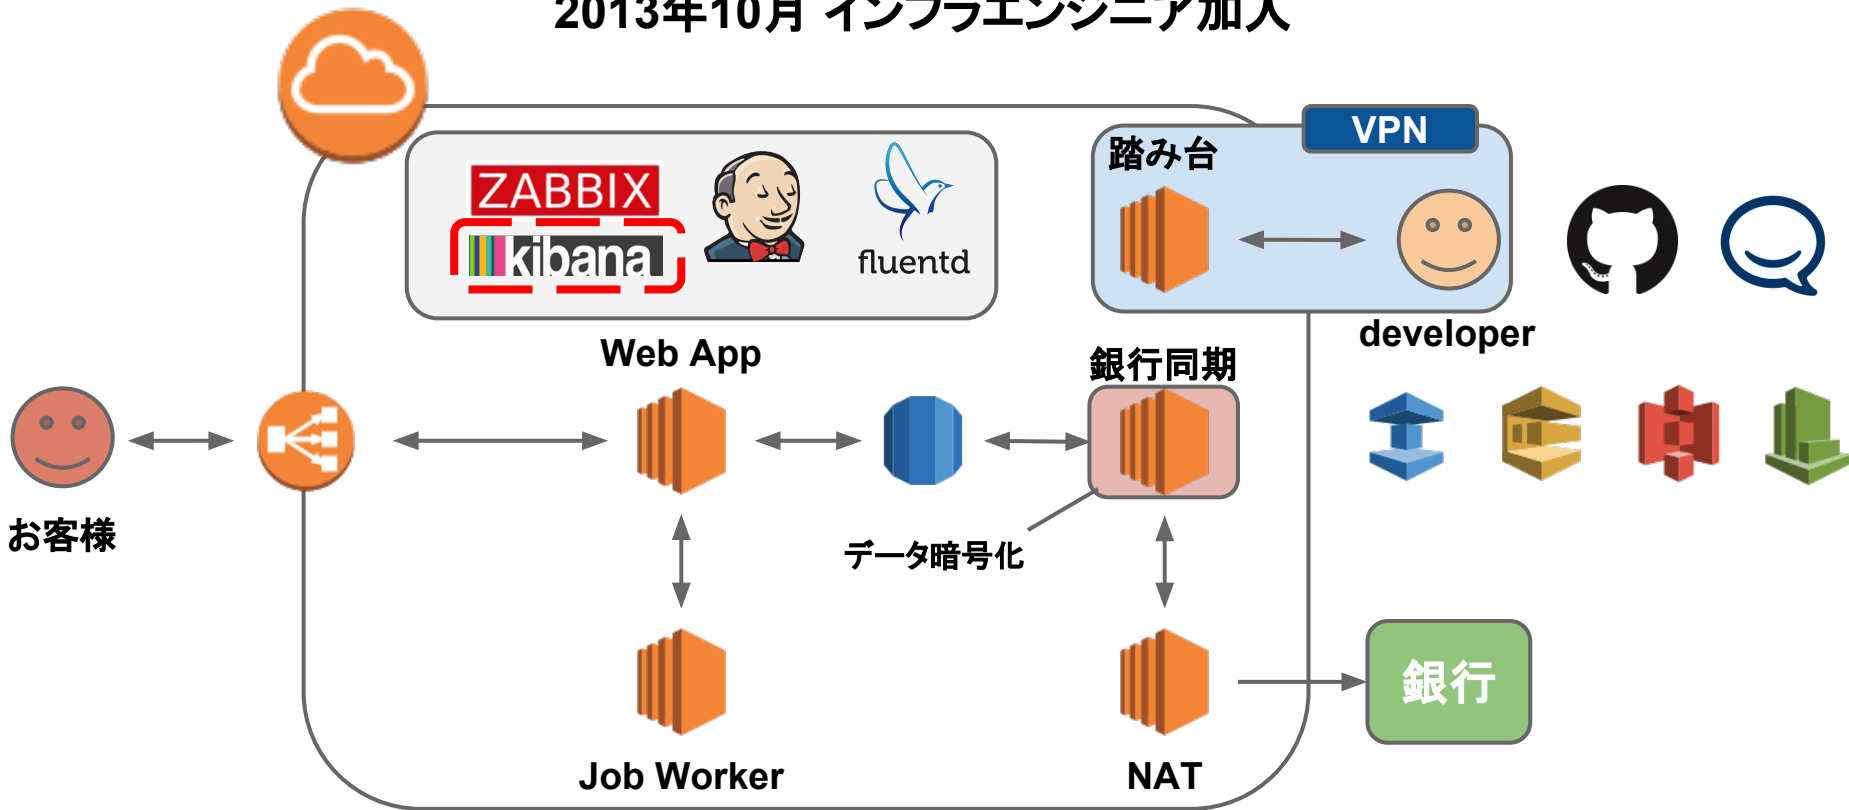 2013年10月 インフラエンジニア加入
VPN
踏み台
ZABBIX
kibana
fluentd
developer
Web App
銀行同期
お客様
データ暗号化
銀行
Job Worker
NAT